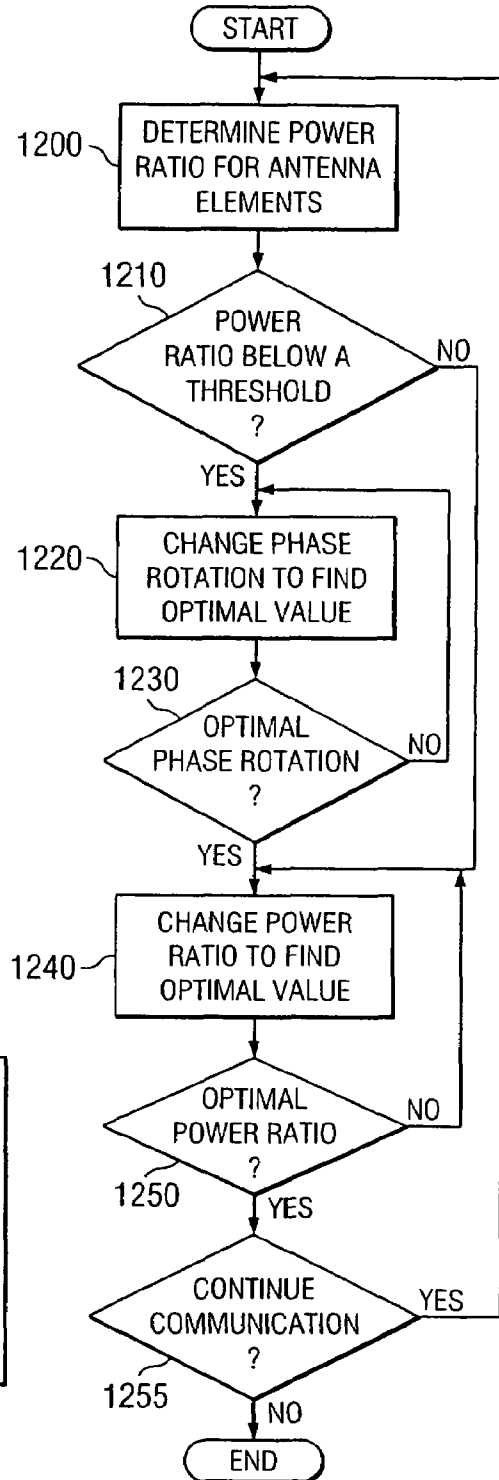 START
1200
DETERMINE POWER
RATIO FOR ANTENNA
ELEMENTS
1210
POWER
RATIO BELOW A
THRESHOLD
?
NO
YES
1220
CHANGE PHASE
ROTATION TO FIND
OPTIMAL VALUE
1230
OPTIMAL
PHASE ROTATION
?
NO
YES
1240
CHANGE POWER
RATIO TO FIND
OPTIMAL VALUE
OPTIMAL
POWER RATIO
?
NO
1250
YES
CONTINUE
COMMUNICATION
?
YES
1255
NO
END